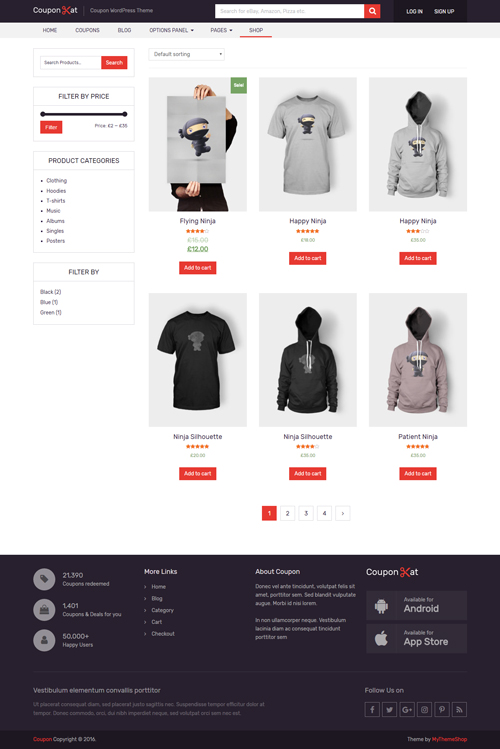 Coupon at
Coupon WordPress Theme
Search for eBay, Amazon, Pizza etc.
LOG IN
SIGN UP
HOME
COUPONS
BLOG
OPTIONS PANEL
PAGES
SHOP
Search Products...
Search
FILTER BY PRICE
Filter
Price: £2 — £35
PRODUCT CATEGORIES
Clothing
Hoodies
T-shirts
Music
Albums
Singles
Posters
FILTER BY
Black (2)
Blue (1)
Green (1)
Default sorting
Sale!
Flying Ninja
£15.00
£12.00
Add to cart
Happy Ninja
£18.00
Add to cart
Happy Ninja
£35.00
Add to cart
Ninja Silhouette
£20.00
Add to cart
Ninja Silhouette
£35.00
Add to cart
Patient Ninja
£35.00
Add to cart
1 2 3 4 ›
21,390
Coupons redeemed
1,401
Coupons & Deals for you
50,000+
Happy Users
More Links
Home
Blog
Category
Cart
Checkout
About Coupon
Donec vel ante tincidunt, volutpat felis sit
amet, porttitor sem. Sed blandit vulputate
augue. Morbi id nisi lorem.
In non ullamcorper neque. Vestibulum
lacinia diam ac consequat tincidunt
porttitor sem.
Coupon at
Available for
Android
Available for
App Store
Vestibulum elementum convallis porttitor
Ut placerat consequat diam, sed placerat justo sagittis nec. Suspendisse tempor efficitur dolor at
tempor. Donec commodo, orci, dui nibh imperdiet neque, sed volutpat orci sem nec est.
Follow Us on
Coupon Copyright © 2016.
Theme by MyThemeShop